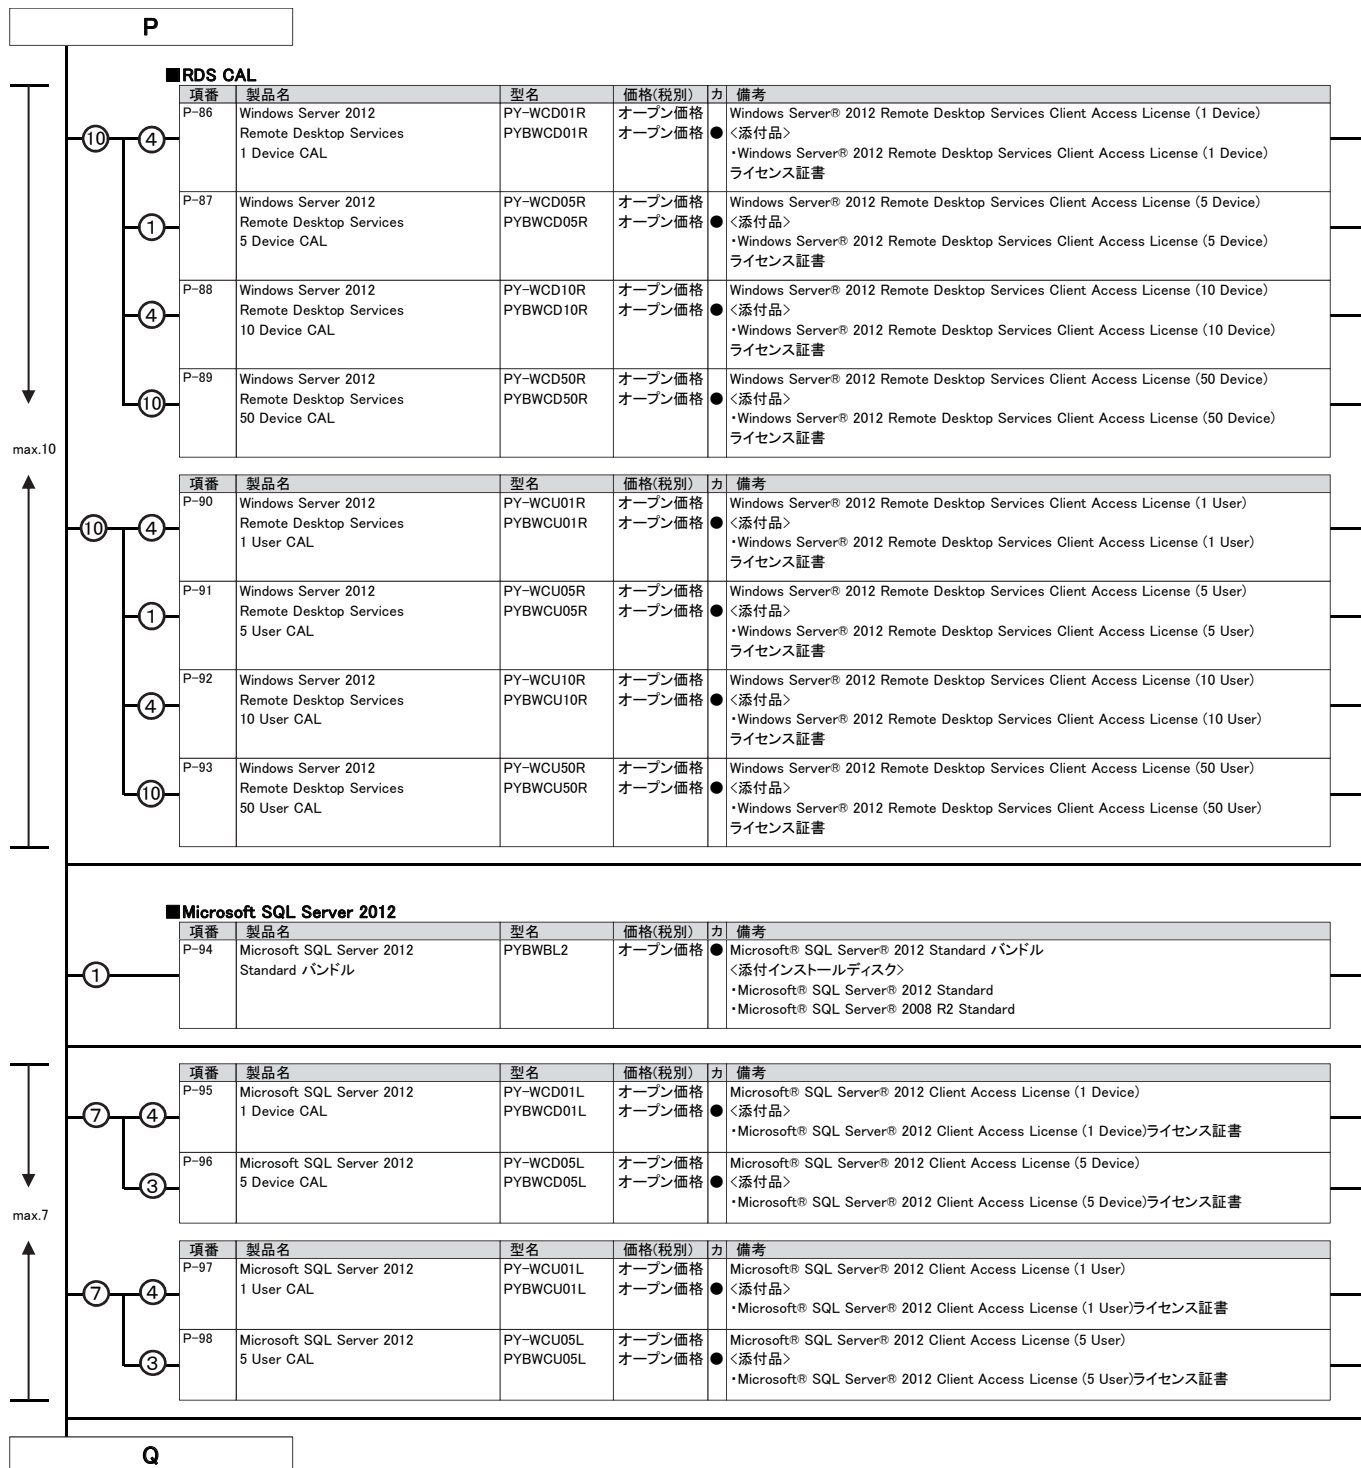 P
■RDS CAL
項番 製品名 型名 価格(税別) カ 備考
P-86 Windows Server 2012 PY-WCD01R オープン価格 Windows Server® 2012 Remote Desktop Services Client Access License (1 Device)
⑩ ④ Remote Desktop Services PYBWCD01R オープン価格 ● <添付品>
1 Device CAL ・Windows Server® 2012 Remote Desktop Services Client Access License (1 Device)
ライセンス証書
P-87 Windows Server 2012 PY-WCD05R オープン価格 Windows Server® 2012 Remote Desktop Services Client Access License (5 Device)
① Remote Desktop Services PYBWCD05R オープン価格 ● <添付品>
5 Device CAL ・Windows Server® 2012 Remote Desktop Services Client Access License (5 Device)
ライセンス証書
P-88 Windows Server 2012 PY-WCD10R オープン価格 Windows Server® 2012 Remote Desktop Services Client Access License (10 Device)
④ Remote Desktop Services PYBWCD10R オープン価格 ● <添付品>
10 Device CAL ・Windows Server® 2012 Remote Desktop Services Client Access License (10 Device)
ライセンス証書
P-89 Windows Server 2012 PY-WCD50R オープン価格 Windows Server® 2012 Remote Desktop Services Client Access License (50 Device)
⑩ Remote Desktop Services PYBWCD50R オープン価格 ● <添付品>
50 Device CAL ・Windows Server® 2012 Remote Desktop Services Client Access License (50 Device)
ライセンス証書
max.10
項番 製品名 型名 価格(税別) カ 備考
P-90 Windows Server 2012 PY-WCU01R オープン価格 Windows Server® 2012 Remote Desktop Services Client Access License (1 User)
⑩ ④ Remote Desktop Services PYBWCU01R オープン価格 ● <添付品>
1 User CAL ・Windows Server® 2012 Remote Desktop Services Client Access License (1 User)
ライセンス証書
P-91 Windows Server 2012 PY-WCU05R オープン価格 Windows Server® 2012 Remote Desktop Services Client Access License (5 User)
① Remote Desktop Services PYBWCU05R オープン価格 ● <添付品>
5 User CAL ・Windows Server® 2012 Remote Desktop Services Client Access License (5 User)
ライセンス証書
P-92 Windows Server 2012 PY-WCU10R オープン価格 Windows Server® 2012 Remote Desktop Services Client Access License (10 User)
④ Remote Desktop Services PYBWCU10R オープン価格 ● <添付品>
10 User CAL ・Windows Server® 2012 Remote Desktop Services Client Access License (10 User)
ライセンス証書
P-93 Windows Server 2012 PY-WCU50R オープン価格 Windows Server® 2012 Remote Desktop Services Client Access License (50 User)
⑩ Remote Desktop Services PYBWCU50R オープン価格 ● <添付品>
50 User CAL ・Windows Server® 2012 Remote Desktop Services Client Access License (50 User)
ライセンス証書
■Microsoft SQL Server 2012
項番 製品名 型名 価格(税別) カ 備考
P-94 Microsoft SQL Server 2012 PYBWBL2 オープン価格 ● Microsoft® SQL Server® 2012 Standard バンドル
① Standard バンドル <添付インストールディスク>
・Microsoft® SQL Server® 2012 Standard
・Microsoft® SQL Server® 2008 R2 Standard
項番 製品名 型名 価格(税別) カ 備考
P-95 Microsoft SQL Server 2012 PY-WCD01L オープン価格 Microsoft® SQL Server® 2012 Client Access License (1 Device)
⑦ ④ 1 Device CAL PYBWCD01L オープン価格 ● <添付品>
・Microsoft® SQL Server® 2012 Client Access License (1 Device)ライセンス証書
P-96 Microsoft SQL Server 2012 PY-WCD05L オープン価格 Microsoft® SQL Server® 2012 Client Access License (5 Device)
③ 5 Device CAL PYBWCD05L オープン価格 ● <添付品>
・Microsoft® SQL Server® 2012 Client Access License (5 Device)ライセンス証書
max.7
項番 製品名 型名 価格(税別) カ 備考
P-97 Microsoft SQL Server 2012 PY-WCU01L オープン価格 Microsoft® SQL Server® 2012 Client Access License (1 User)
⑦ ④ 1 User CAL PYBWCU01L オープン価格 ● <添付品>
・Microsoft® SQL Server® 2012 Client Access License (1 User)ライセンス証書
P-98 Microsoft SQL Server 2012 PY-WCU05L オープン価格 Microsoft® SQL Server® 2012 Client Access License (5 User)
③ 5 User CAL PYBWCU05L オープン価格 ● <添付品>
・Microsoft® SQL Server® 2012 Client Access License (5 User)ライセンス証書
Q